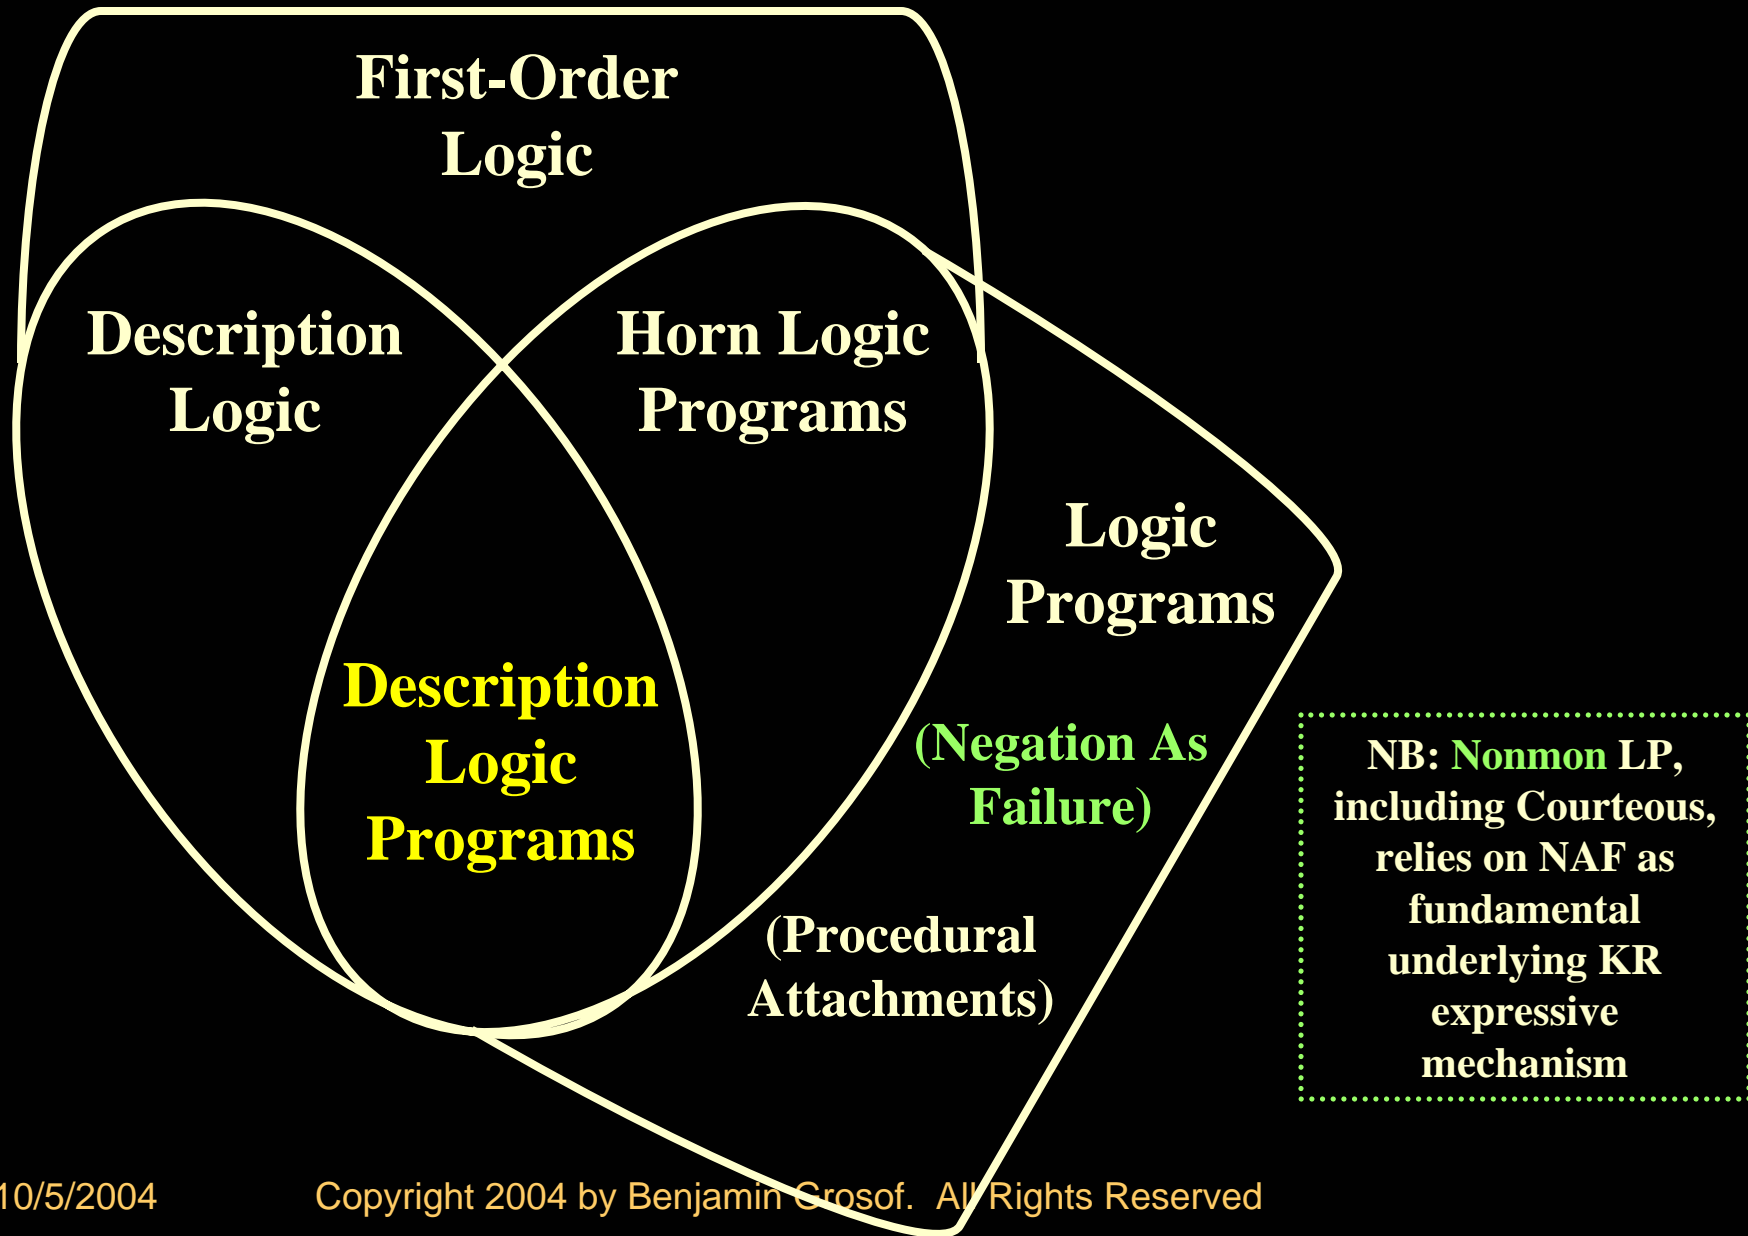 First-Order
Logic
Description
Logic
Horn Logic
Programs
Logic
Programs
Description
Logic
Programs
(Negation As
Failure)
(Procedural
Attachments)
NB: Nonmon LP,
including Courteous,
relies on NAF as
fundamental
underlying KR
expressive
mechanism
10/5/2004
Copyright 2004 by Benjamin Grosof. All Rights Reserved